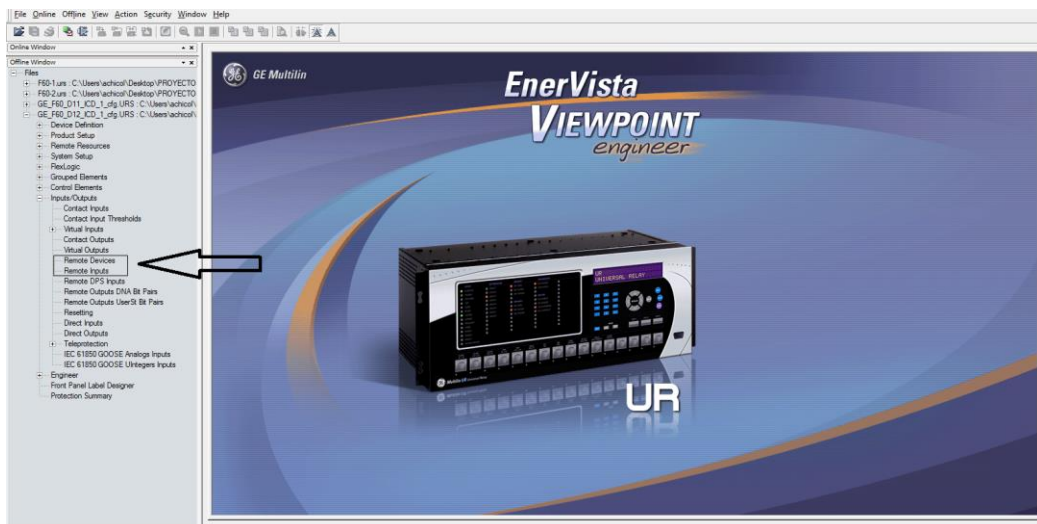 File Online Offline View Action Security Window Help
Online Window
Offline Window
Files
F60-1.urs : C:\Users\achicol\Desktop\PROYECTO
F60-2.urs : C:\Users\achicol\Desktop\PROYECTO
GE_F60_D11_ICD_1_cfg.URS : C:\Users\achicol\
GE_F60_D12_ICD_1_cfg.URS : C:\Users\achicol\
Device Definition
Product Setup
Remote Resources
System Setup
FlexLogic
Grouped Elements
Control Elements
Inputs/Outputs
Contact Inputs
Contact Input Thresholds
Virtual Inputs
Contact Outputs
Virtual Outputs
Remote Devices
Remote Inputs
Remote DPS Inputs
Remote Outputs DNA Bit Pairs
Remote Outputs UserSt Bit Pairs
Resetting
Direct Inputs
Direct Outputs
Teleprotection
IEC 61850 GOOSE Analogs Inputs
IEC 61850 GOOSE UIntegers Inputs
Engineer
Front Panel Label Designer
Protection Summary
GE Multilin
EnerVista
VIEWPOINT
engineer
UR
UNIVERSAL RELAY
UR